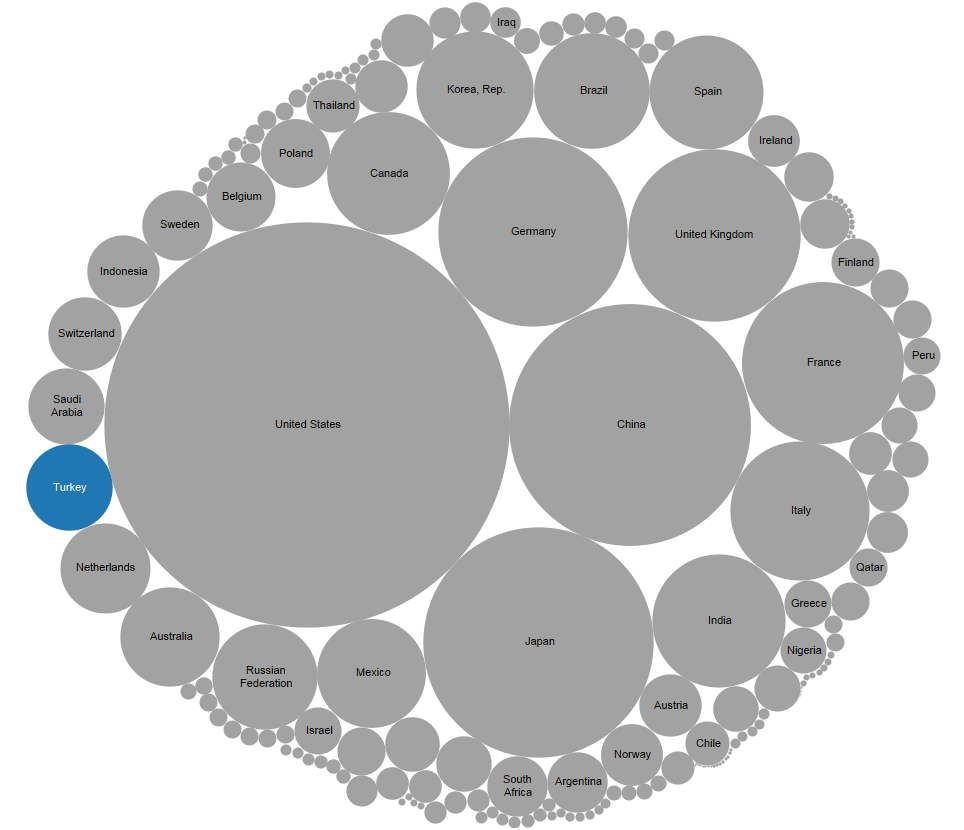 Iraq
Korea, Rep.
Brazil
Spain
Thailand
Ireland
Poland
Canada
Belgium
Sweden
Germany
United Kingdom
Finland
Indonesia
Switzerland
Peru
France
Saudi
Arabia
United States
China
Turkey
Italy
Netherlands
Qatar
Greece
India
Australia
Japan
Nigeria
Russian
Federation
Mexico
Austria
Israel
Chile
Norway
South
Africa
Argentina